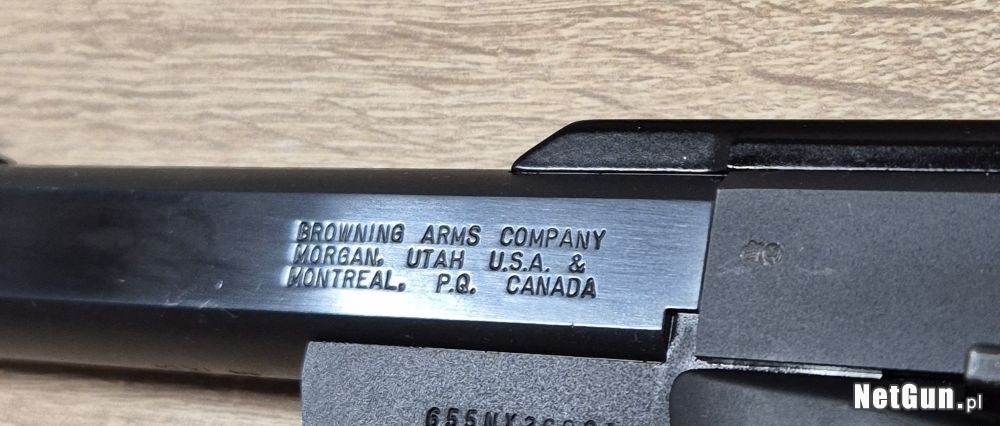 BROWNING ARMS COMPANY
MORGAN, UTAH U.S.A. &
MONTREAL, P.Q. CANADA
NetGun.pl